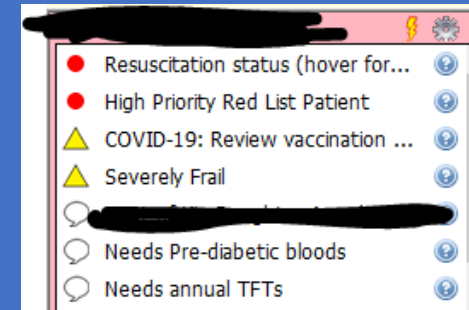 Resuscitation status (hover for...
High Priority Red List Patient
COVID-19: Review vaccination ...
Severely Frail
Needs Pre-diabetic bloods
Needs annual TFTs